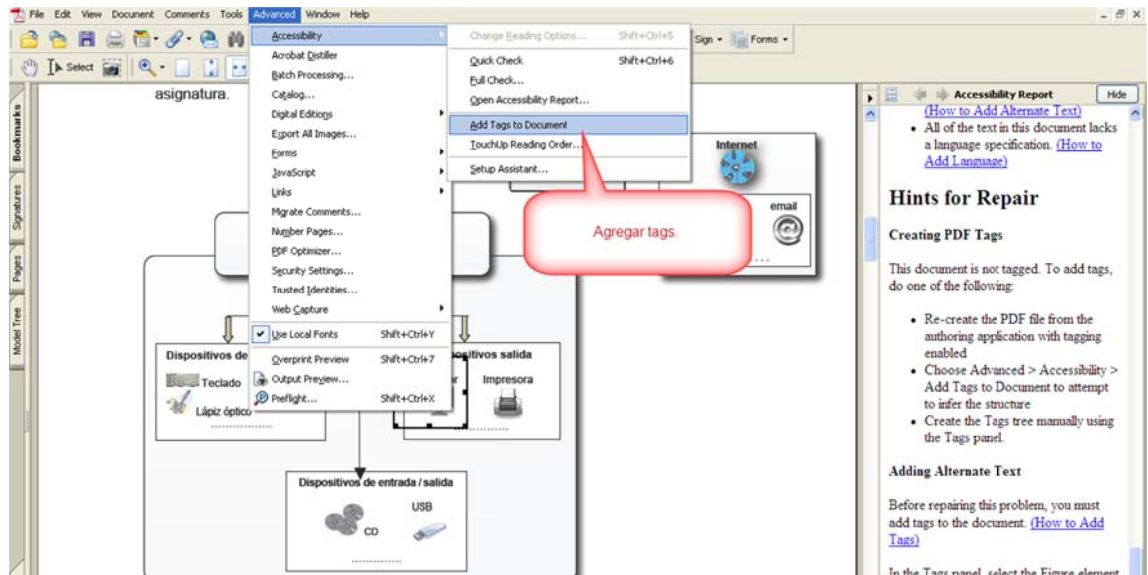 File Edit View Document Comments Tools Advanced Window Help
Select
Sign
Forms
Accessibility
Acrobat Distiller
Batch Processing...
Catalog...
Digital Editions
Export All Images...
Forms
JavaScript
Links
Migrate Comments...
Number Pages...
PDF Optimizer...
Security Settings...
Trusted Identities...
Web Capture
Use Local Fonts Shift+Ctrl+Y
Overprint Preview Shift+Ctrl+7
Output Preview...
Preflight... Shift+Ctrl+X
Change Reading Options... Shift+Ctrl+5
Quick Check Shift+Ctrl+6
Full Check...
Open Accessibility Report...
Add Tags to Document
TouchUp Reading Order...
Setup Assistant...
Bookmarks
Signatures
Pages
Model Tree
asignatura.
Internet
email
Agregar tags.
Dispositivos de
Teclado
Lápiz óptico
salida
Impresora
Dispositivos de entrada / salida
USB
CD
Accessibility Report
Hide
(How to Add Alternate Text)
• All of the text in this document lacks
a language specification. (How to
Add Language)
Hints for Repair
Creating PDF Tags
This document is not tagged. To add tags,
do one of the following:
• Re-create the PDF file from the
authoring application with tagging
enabled
• Choose Advanced > Accessibility >
Add Tags to Document to attempt
to infer the structure
• Create the Tags tree manually using
the Tags panel.
Adding Alternate Text
Before repairing this problem, you must
add tags to the document. (How to Add
Tags)
In the Tags panel, select the Figure element